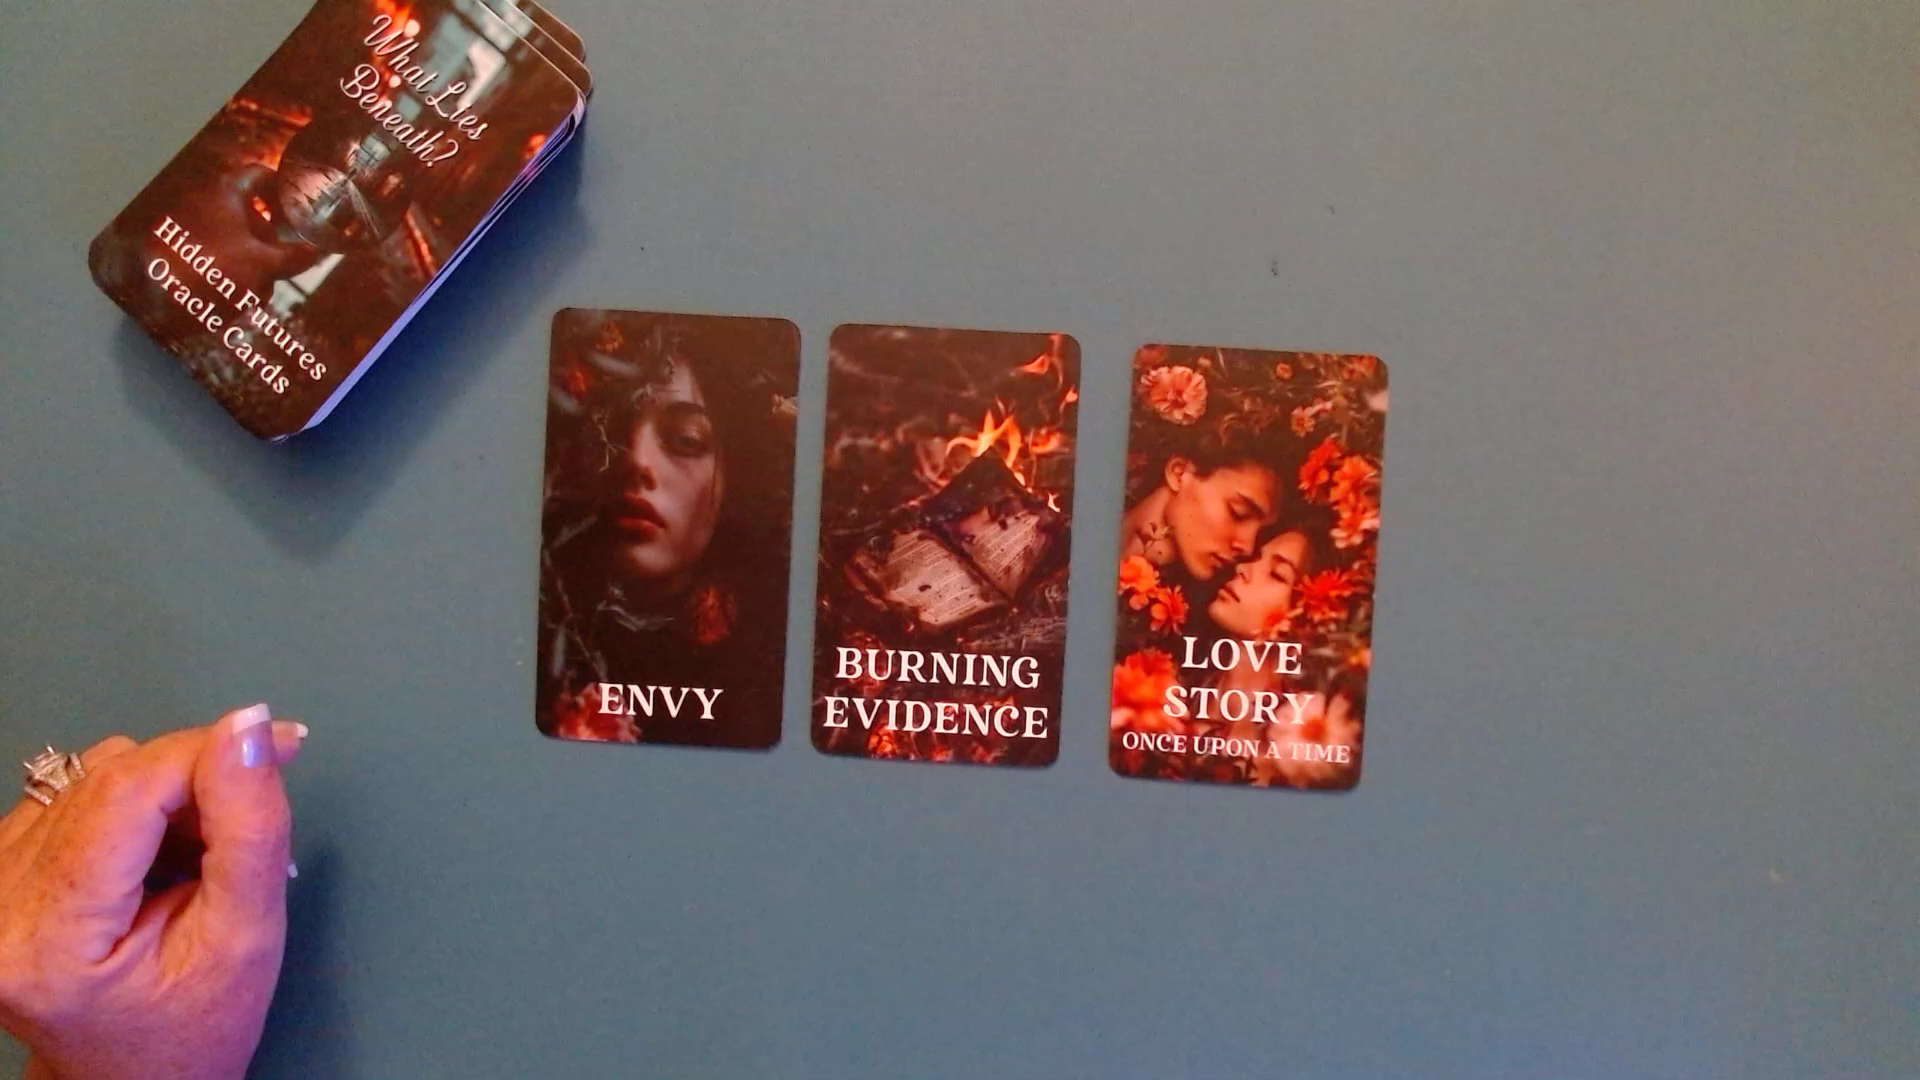 What Lies
Beneath?
Hidden Futures
Oracle Cards
ENVY
BURNING
EVIDENCE
LOVE
STORY
ONCE UPON A TIME